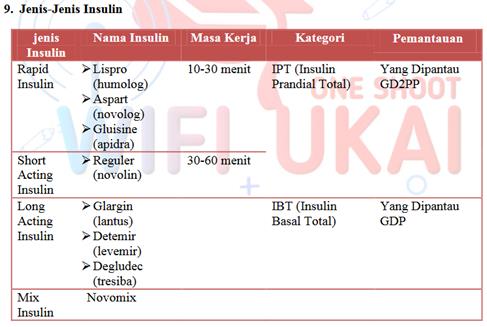 9. Jenis-Jenis Insulin
jenis Insulin | Nama Insulin | Masa Kerja | Kategori | Pemantauan
Rapid Insulin | ➢ Lispro (humolog) ➢ Aspart (novolog) ➢ Gluisine (apidra) | 10-30 menit | IPT (Insulin Prandial Total) | Yang Dipantau GD2PP
Short Acting Insulin | ➢ Reguler (novolin) | 30-60 menit
Long Acting Insulin | ➢ Glargin (lantus) ➢ Detemir (levemir) ➢ Degludec (tresiba) | IBT (Insulin Basal Total) | Yang Dipantau GDP
Mix Insulin | Novomix
ONE SHOOT
WIFI UKAI